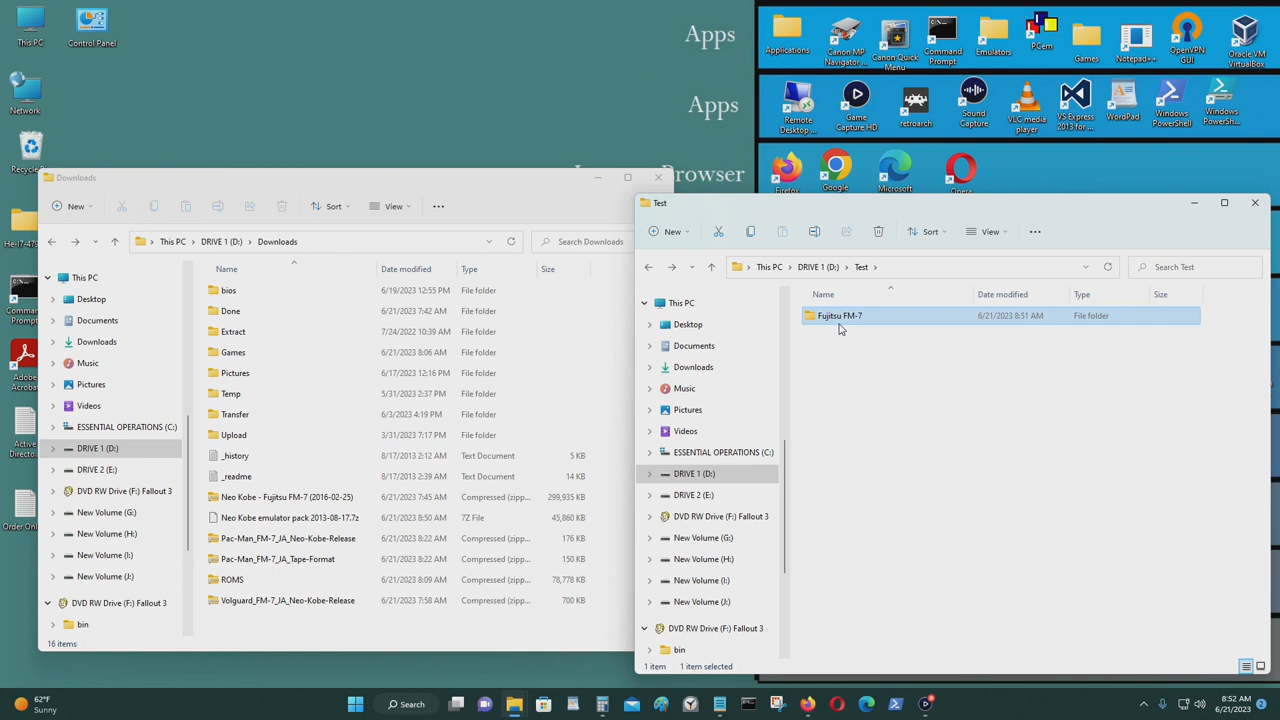 This PC
Control Panel
Network
Recycle
Apps
Apps
Browser
Applications
Canon MP
Navigator ...
Canon Quick
Menu
Command
Prompt
Emulators
PCem
Games
Notepad++
OpenVPN
GUI
Oracle VM
VirtualBox
Remote
Desktop ...
Game
Capture HD
retroarch
Sound
Capture
VLC media
player
VS Express
2013 for ...
WordPad
Windows
PowerShell
Windows
PowerSh...
Firefox
Google
Microsoft
Opera
He-I7-479
Com
Pro
Adobe
Acroba
Active
Directo..
Order Onl
Downloads
New
Sort
View
This PC
DRIVE 1 (D:)
Downloads
Search Downloads
This PC
Desktop
Documents
Downloads
Music
Pictures
Videos
ESSENTIAL OPERATIONS (C:)
DRIVE 1 (D:)
DRIVE 2 (E:)
DVD RW Drive (F:) Fallout 3
New Volume (G:)
New Volume (H:)
New Volume (I:)
New Volume (J:)
DVD RW Drive (F:) Fallout 3
bin
Name Date modified Type Size
bios 6/19/2023 12:55 PM File folder
Done 6/21/2023 7:42 AM File folder
Extract 7/24/2022 10:39 AM File folder
Games 6/21/2023 8:06 AM File folder
Pictures 6/17/2023 12:16 PM File folder
Temp 5/31/2023 2:37 PM File folder
Transfer 6/3/2023 4:19 PM File folder
Upload 3/31/2023 7:17 PM File folder
_history 8/17/2013 2:12 AM Text Document 5 KB
_readme 8/17/2013 2:39 AM Text Document 14 KB
Neo Kobe - Fujitsu FM-7 (2016-02-25) 6/21/2023 7:45 AM Compressed (zipp... 299,935 KB
Neo Kobe emulator pack 2013-08-17.7z 6/21/2023 8:50 AM 7Z File 45,860 KB
Pac-Man_FM-7_JA_Neo-Kobe-Release 6/21/2023 8:22 AM Compressed (zipp... 176 KB
Pac-Man_FM-7_JA_Tape-Format 6/21/2023 8:22 AM Compressed (zipp... 150 KB
ROMS 6/21/2023 8:09 AM Compressed (zipp... 78,778 KB
Volguard_FM-7_JA_Neo-Kobe-Release 6/21/2023 7:58 AM Compressed (zipp... 700 KB
16 items
Test
New
Sort
View
This PC
DRIVE 1 (D:)
Test
Search Test
This PC
Desktop
Documents
Downloads
Music
Pictures
Videos
ESSENTIAL OPERATIONS (C:)
DRIVE 1 (D:)
DRIVE 2 (E:)
DVD RW Drive (F:) Fallout 3
New Volume (G:)
New Volume (H:)
New Volume (I:)
New Volume (J:)
DVD RW Drive (F:) Fallout 3
bin
Name Date modified Type Size
Fujitsu FM-7 6/21/2023 8:51 AM File folder
1 item 1 item selected
62°F
Sunny
Search
8:52 AM
6/21/2023